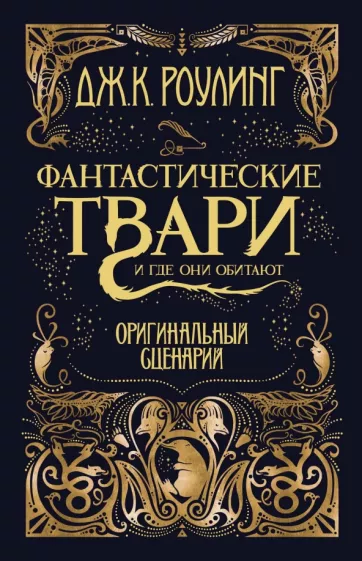 ДЖ.К. РОУЛИНГ
ФАНТАСТИЧЕСКИЕ
ТВАРИ
И ГДЕ ОНИ ОБИТАЮТ
ОРИГИНАЛЬНЫЙ
СЦЕНАРИЙ